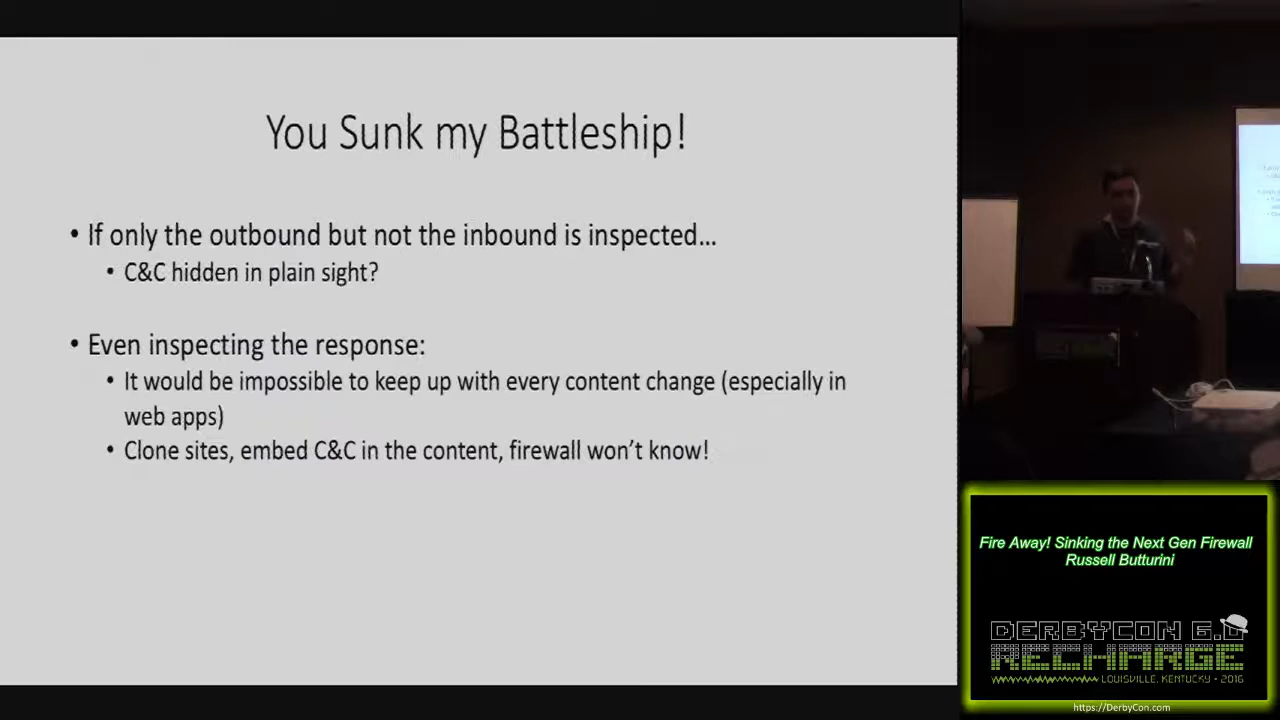 You Sunk my Battleship!
• If only the outbound but not the inbound is inspected...
• C&C hidden in plain sight?
• Even inspecting the response:
• It would be impossible to keep up with every content change (especially in
web apps)
• Clone sites, embed C&C in the content, firewall won't know!
Fire Away! Sinking the Next Gen Firewall
Russell Butturini
DERBYCON 6.0
RECHARGE
LOUISVILLE, KENTUCKY • 2016
https://DerbyCon.com